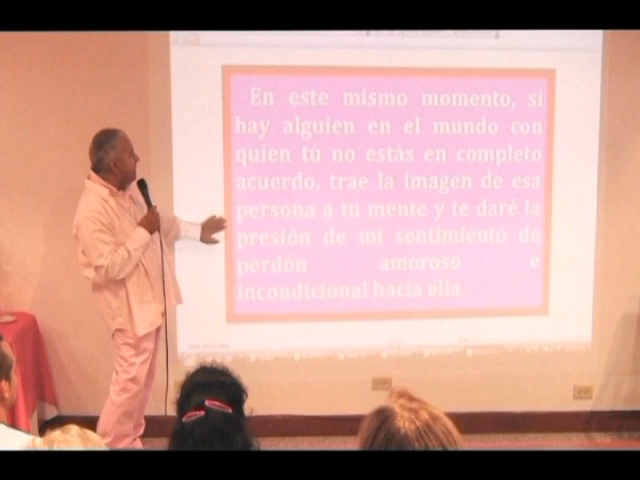 En este mismo momento, si
hay alguien en el mundo con
quien tú no estás en completo
acuerdo, trae la imagen de esa
persona a tu mente y te daré la
presión de mi sentimiento de
perdón amoroso e
incondicional hacia ella.